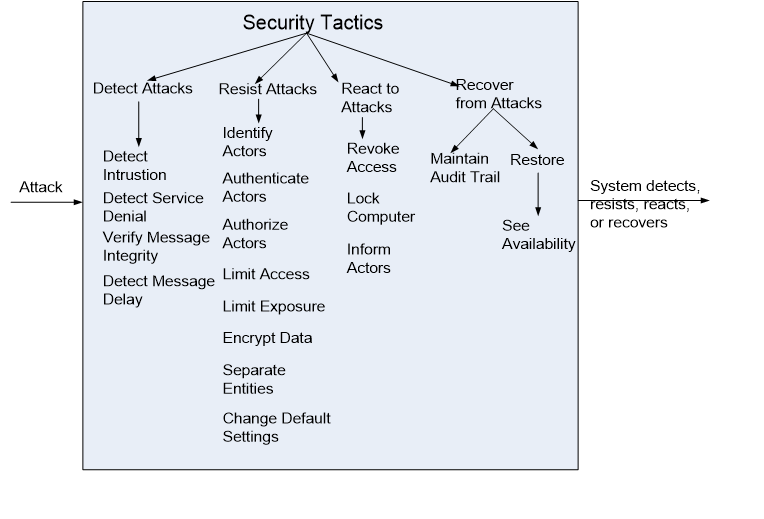 Security Tactics
Detect Attacks
Resist Attacks
React to
Attacks
Recover
from Attacks
Attack
Detect
Intrustion
Detect Service
Denial
Verify Message
Integrity
Detect Message
Delay
Identify
Actors
Authenticate
Actors
Authorize
Actors
Limit Access
Limit Exposure
Encrypt Data
Separate
Entities
Change Default
Settings
Revoke
Access
Lock
Computer
Inform
Actors
Maintain
Audit Trail
Restore
See
Availability
System detects,
resists, reacts,
or recovers